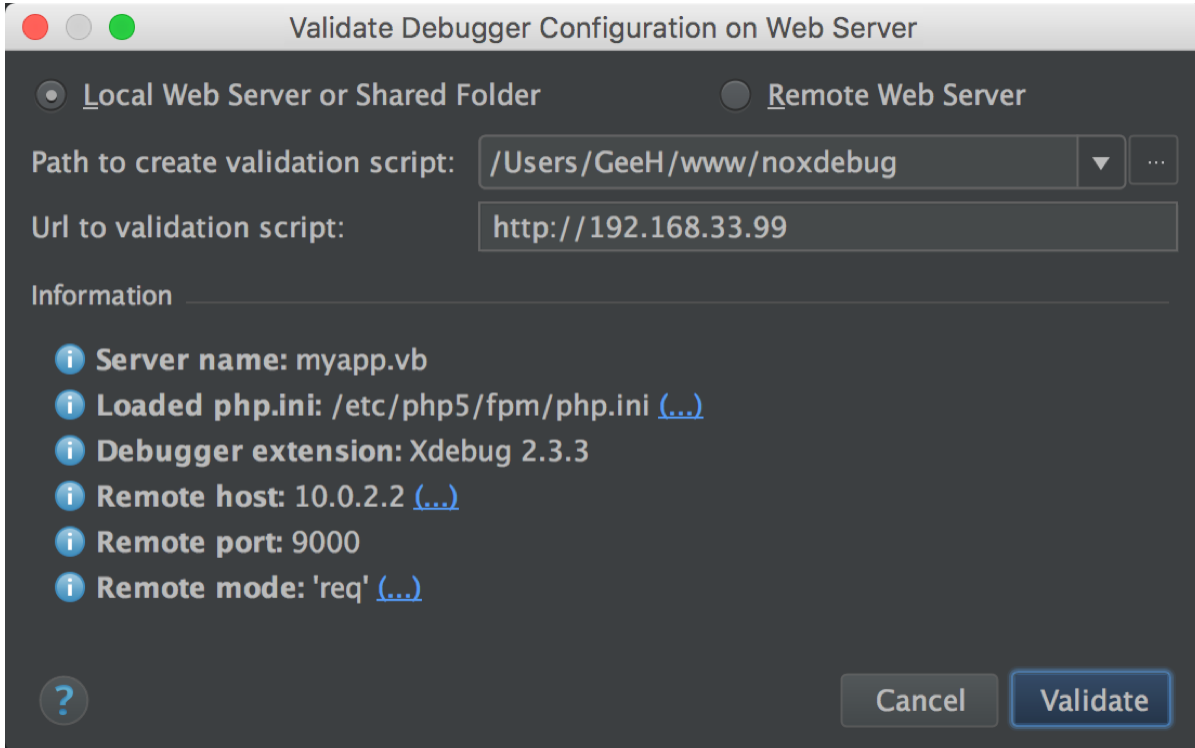 Validate Debugger Configuration on Web Server
Local Web Server or Shared Folder Remote Web Server
Path to create validation script: /Users/GeeH/www/noxdebug ...
Url to validation script: http://192.168.33.99
Information
Server name: myapp.vb
Loaded php.ini: /etc/php5/fpm/php.ini (...)
Debugger extension: Xdebug 2.3.3
Remote host: 10.0.2.2 (...)
Remote port: 9000
Remote mode: 'req' (...)
? Cancel Validate